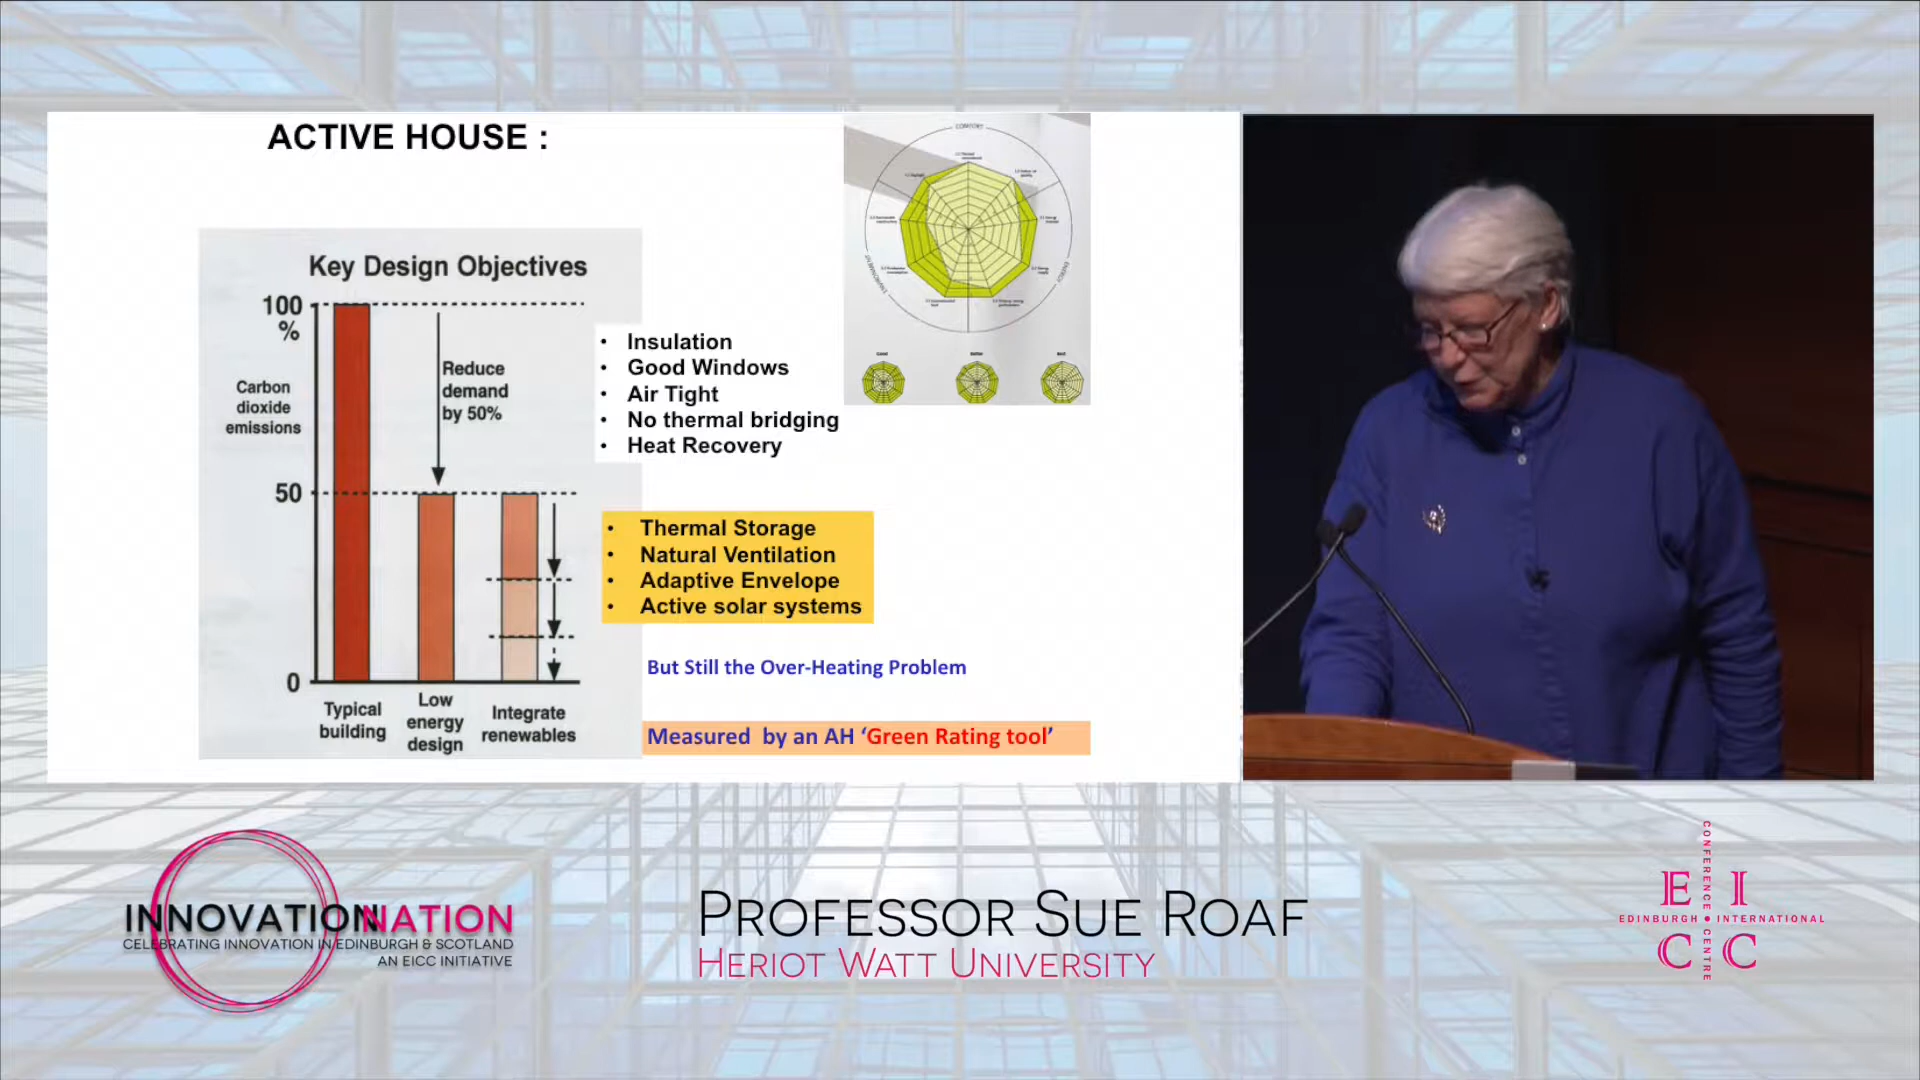 ACTIVE HOUSE :
COMFORT
ENERGY
Key Design Objectives
100
%
Carbon
dioxide
emissions
Reduce
demand
by 50%
50
0
Typical
building
Low
energy
design
Integrate
renewables
• Insulation
• Good Windows
• Air Tight
• No thermal bridging
• Heat Recovery
• Thermal Storage
• Natural Ventilation
• Adaptive Envelope
• Active solar systems
But Still the Over-Heating Problem
Measured by an AH ‘Green Rating tool’
INNOVATIONNATION
CELEBRATING INNOVATION IN EDINBURGH & SCOTLAND
AN EICC INITIATIVE
PROFESSOR SUE ROAF
HERIOT WATT UNIVERSITY
E I
EDINBURGH • INTERNATIONAL
C C
CONFERENCE CENTRE